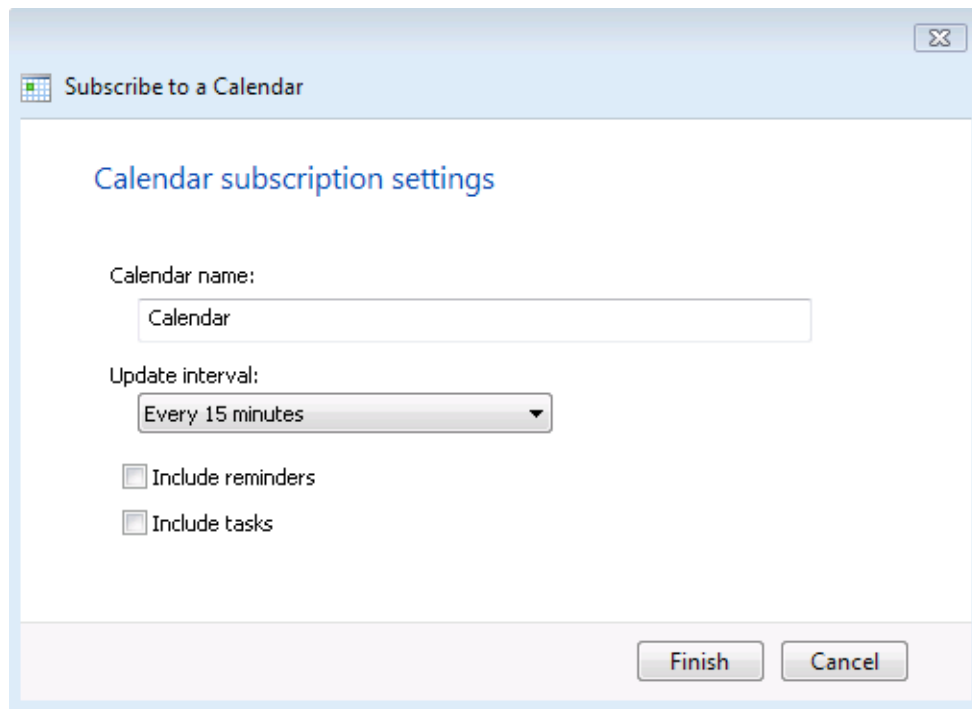 Subscribe to a Calendar
Calendar subscription settings
Calendar name:
Calendar
Update interval:
Every 15 minutes
Include reminders
Include tasks
Finish Cancel